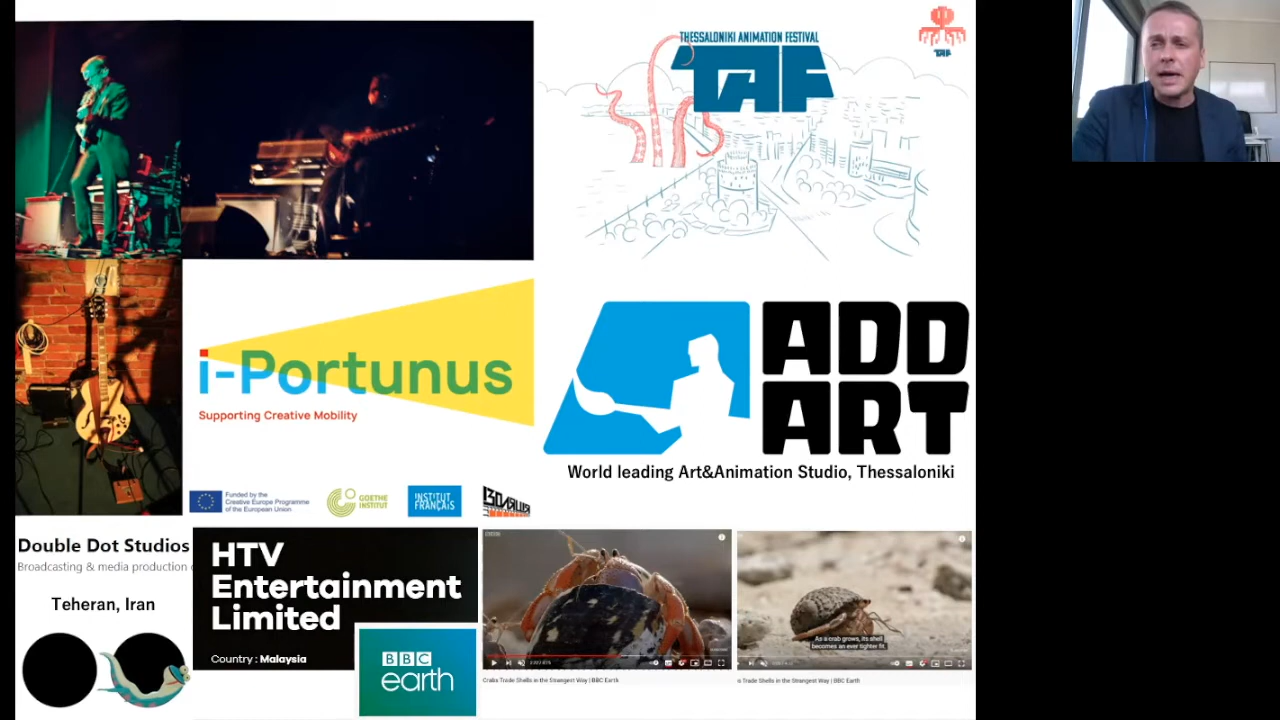 THESSALONIKI ANIMATION FESTIVAL
TAF
TAF
i-Portunus
Supporting Creative Mobility
ADD
ART
World leading Art&Animation Studio, Thessaloniki
Funded by the
Creative Europe Programme
of the European Union
GOETHE
INSTITUT
INSTITUT
FRANÇAIS
ІЗОЛЯЦІЯ
Double Dot Studios
Broadcasting & media production
Teheran, Iran
HTV
Entertainment
Limited
Country : Malaysia
BBC
earth
BBC
Crabs Trade Shells in the Strangest Way | BBC Earth
As a crab grows, its shell
becomes an ever tighter fit.
Trade Shells in the Strangest Way | BBC Earth